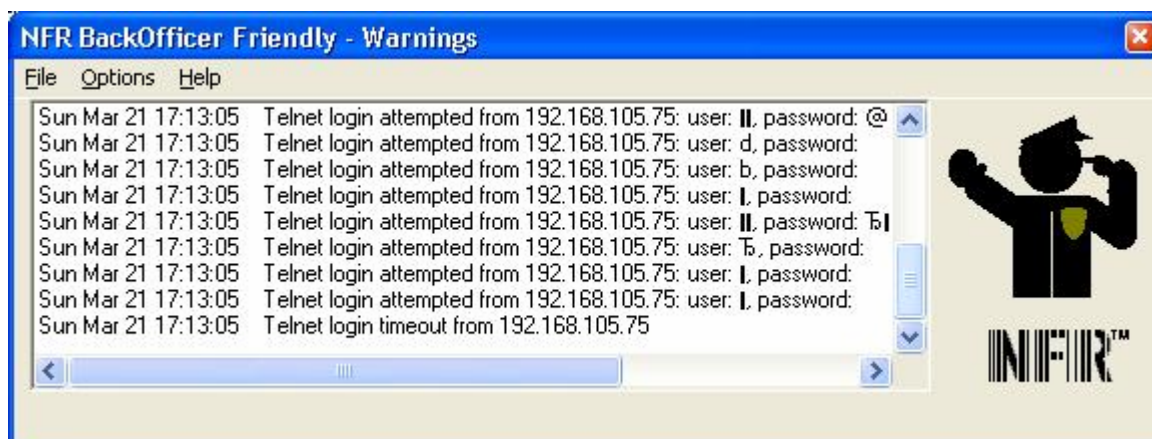 NFR BackOfficer Friendly - Warnings
File Options Help
Sun Mar 21 17:13:05 Telnet login attempted from 192.168.105.75: user: ||, password: @
Sun Mar 21 17:13:05 Telnet login attempted from 192.168.105.75: user: d, password:
Sun Mar 21 17:13:05 Telnet login attempted from 192.168.105.75: user: b, password:
Sun Mar 21 17:13:05 Telnet login attempted from 192.168.105.75: user: |, password:
Sun Mar 21 17:13:05 Telnet login attempted from 192.168.105.75: user: ||, password: Ђ|
Sun Mar 21 17:13:05 Telnet login attempted from 192.168.105.75: user: Ђ, password:
Sun Mar 21 17:13:05 Telnet login attempted from 192.168.105.75: user: |, password:
Sun Mar 21 17:13:05 Telnet login attempted from 192.168.105.75: user: |, password:
Sun Mar 21 17:13:05 Telnet login timeout from 192.168.105.75
NFR™